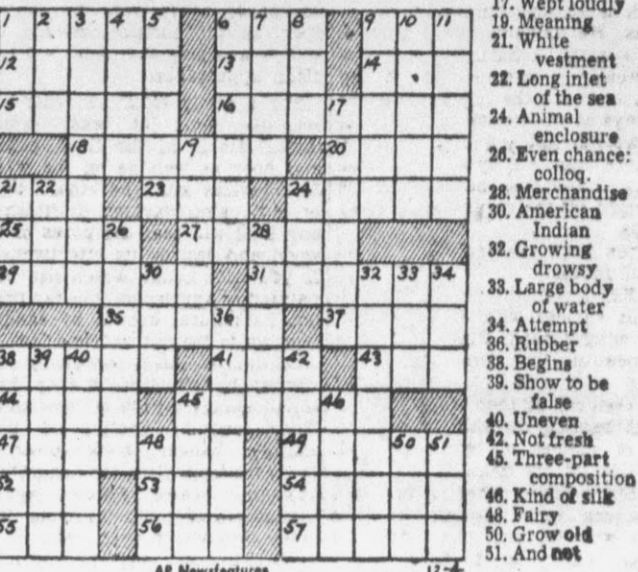 1 2 3 4 5 6 7 8 9 10 11
12 13 14
15 16 17
18 19 20
21 22 23 24
25 26 27 28
29 30 31 32 33 34
35 36 37
38 39 40 41 42 43
44 45 46
47 48 49 50 51
52 53 54
55 56 57
AP Newsfeatures 12-4
17. Wept loudly
19. Meaning
21. White
vestment
22. Long inlet
of the sea
24. Animal
enclosure
26. Even chance:
colloq.
28. Merchandise
30. American
Indian
32. Growing
drowsy
33. Large body
of water
34. Attempt
36. Rubber
38. Begins
39. Show to be
false
40. Uneven
42. Not fresh
45. Three-part
composition
46. Kind of silk
48. Fairy
50. Grow old
51. And not